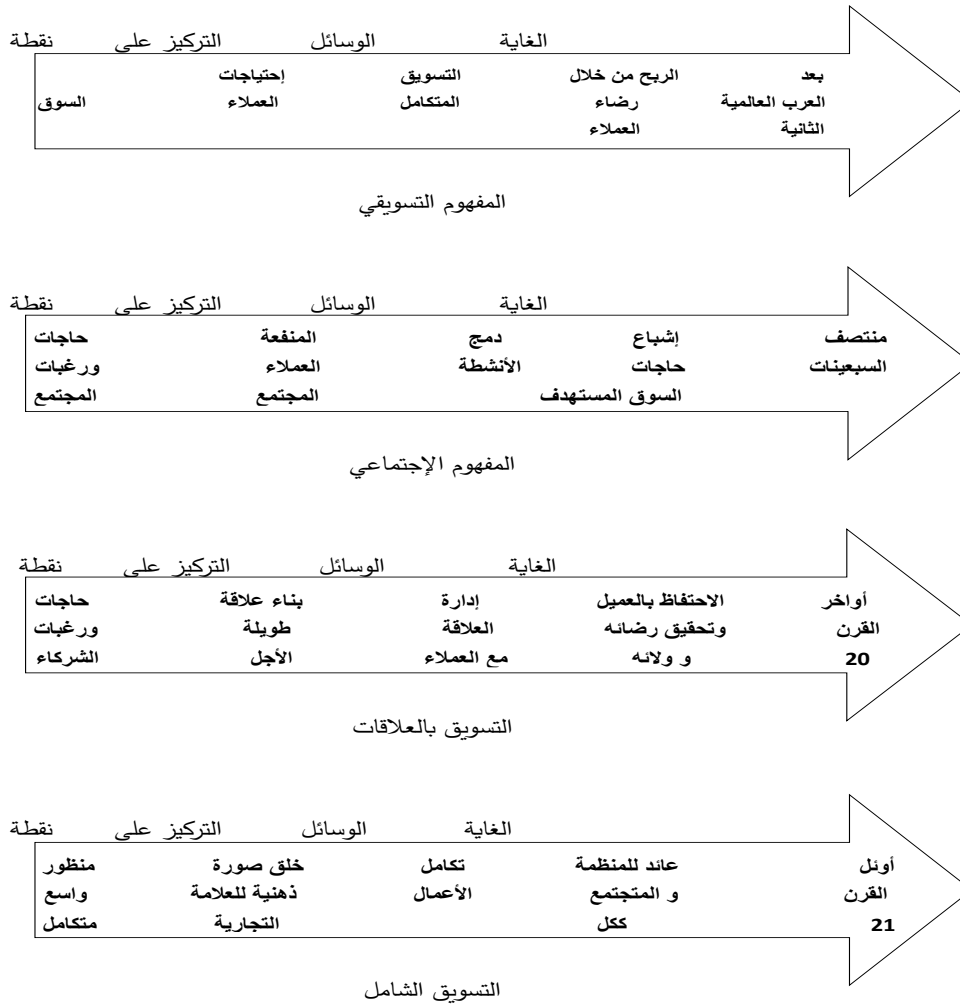 الغاية الوسائل التركيز على نقطة
بعد الربح من خلال التسويق إحتياجات
العرب العالمية رضاء المتكامل العملاء السوق
الثانية العملاء
المفهوم التسويقي
الغاية الوسائل التركيز على نقطة
منتصف إشباع دمج المنفعة حاجات
السبعينات حاجات الأنشطة العملاء ورغبات
السوق المستهدف المجتمع المجتمع
المفهوم الإجتماعي
الغاية الوسائل التركيز على نقطة
أواخر الاحتفاظ بالعميل إدارة بناء علاقة حاجات
القرن وتحقيق رضائه العلاقة طويلة ورغبات
20 و ولائه مع العملاء الأجل الشركاء
التسويق بالعلاقات
الغاية الوسائل التركيز على نقطة
أوئل عائد للمنظمة تكامل خلق صورة منظور
القرن و المتجتمع الأعمال ذهنية للعلامة واسع
21 ككل التجارية متكامل
التسويق الشامل